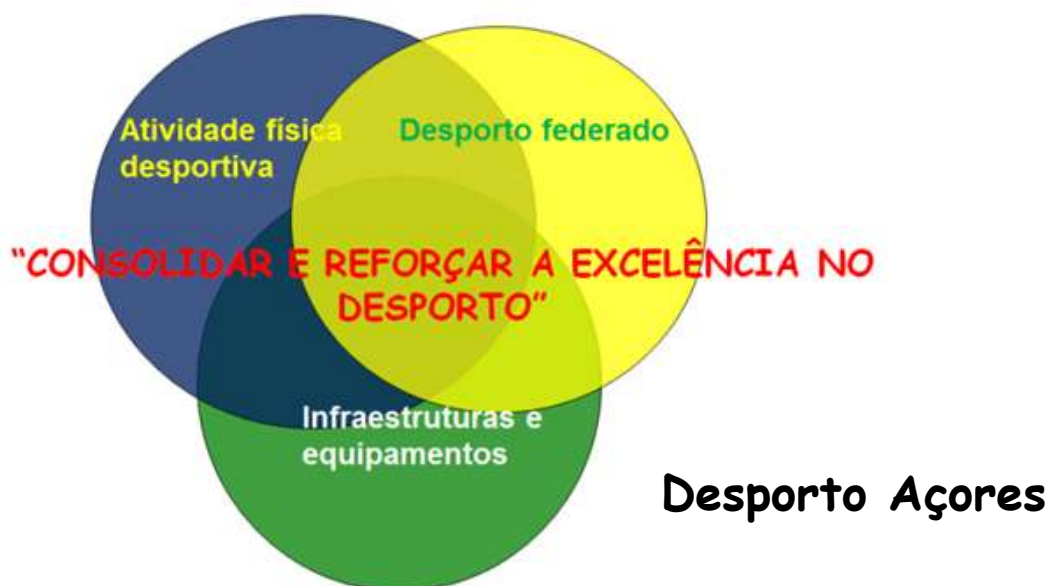 Atividade física
desportiva
Desporto federado
"CONSOLIDAR E REFORÇAR A EXCELÊNCIA NO
DESPORTO"
Infraestruturas e
equipamentos
Desporto Açores